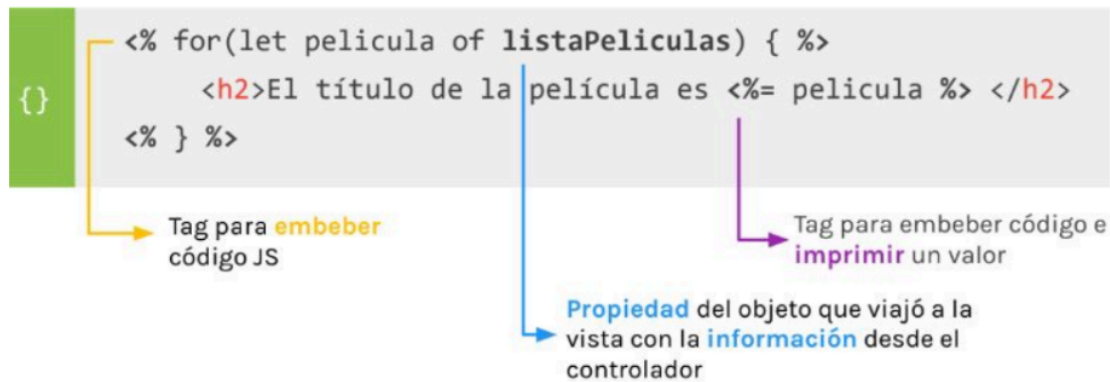 {}
<% for(let pelicula of listaPeliculas) { %>
<h2>El título de la película es <%= pelicula %> </h2>
<% } %>
Tag para embeber
código JS
Tag para embeber código e
imprimir un valor
Propiedad del objeto que viajó a la
vista con la información desde el
controlador